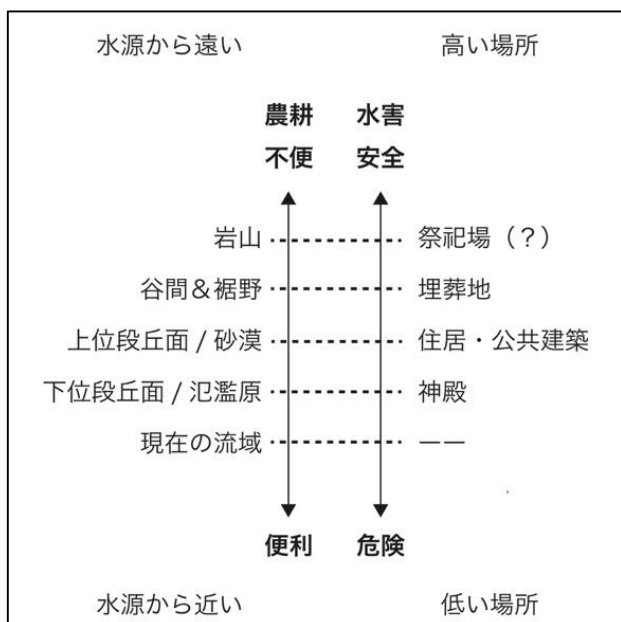 水源から遠い 高い場所
農耕 水害
不便 安全
岩山 祭祀場（？）
谷間＆裾野 埋葬地
上位段丘面 / 砂漠 住居・公共建築
下位段丘面 / 氾濫原 神殿
現在の流域 ーー
便利 危険
水源から近い 低い場所